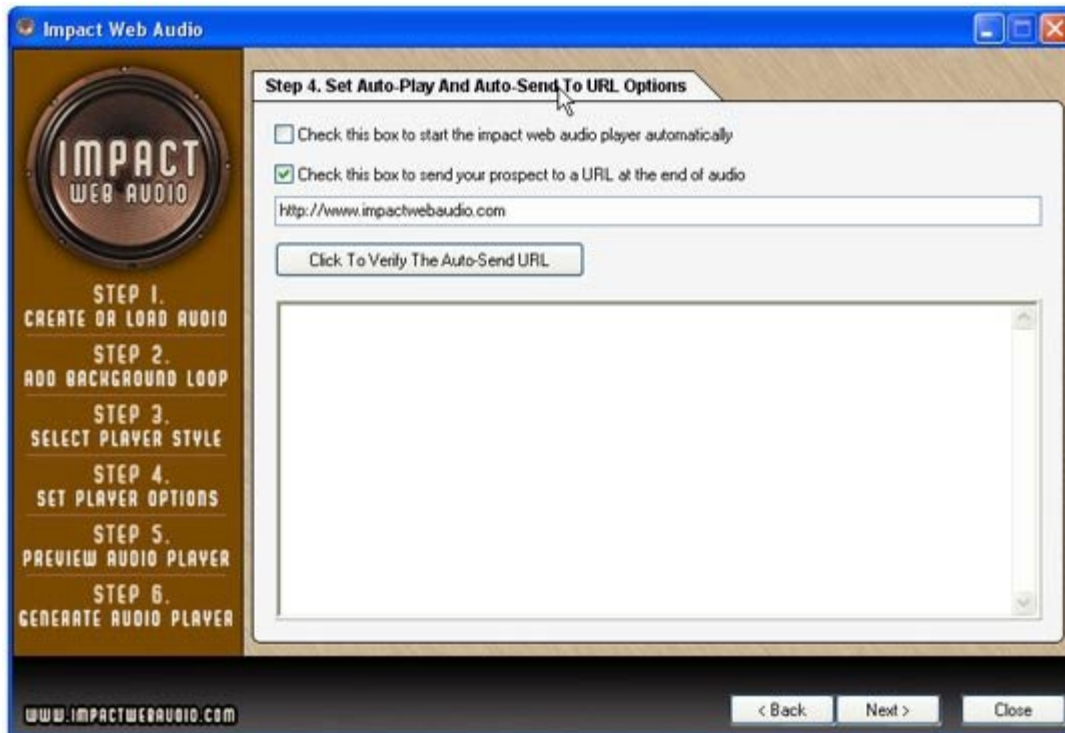 Impact Web Audio
IMPACT
WEB AUDIO
STEP 1.
CREATE OR LOAD AUDIO
STEP 2.
ADD BACKGROUND LOOP
STEP 3.
SELECT PLAYER STYLE
STEP 4.
SET PLAYER OPTIONS
STEP 5.
PREVIEW AUDIO PLAYER
STEP 6.
GENERATE AUDIO PLAYER
Step 4. Set Auto-Play And Auto-Send To URL Options
Check this box to start the impact web audio player automatically
Check this box to send your prospect to a URL at the end of audio
http://www.impactwebaudio.com
Click To Verify The Auto-Send URL
WWW.IMPACTWEBAUDIO.COM
< Back
Next >
Close